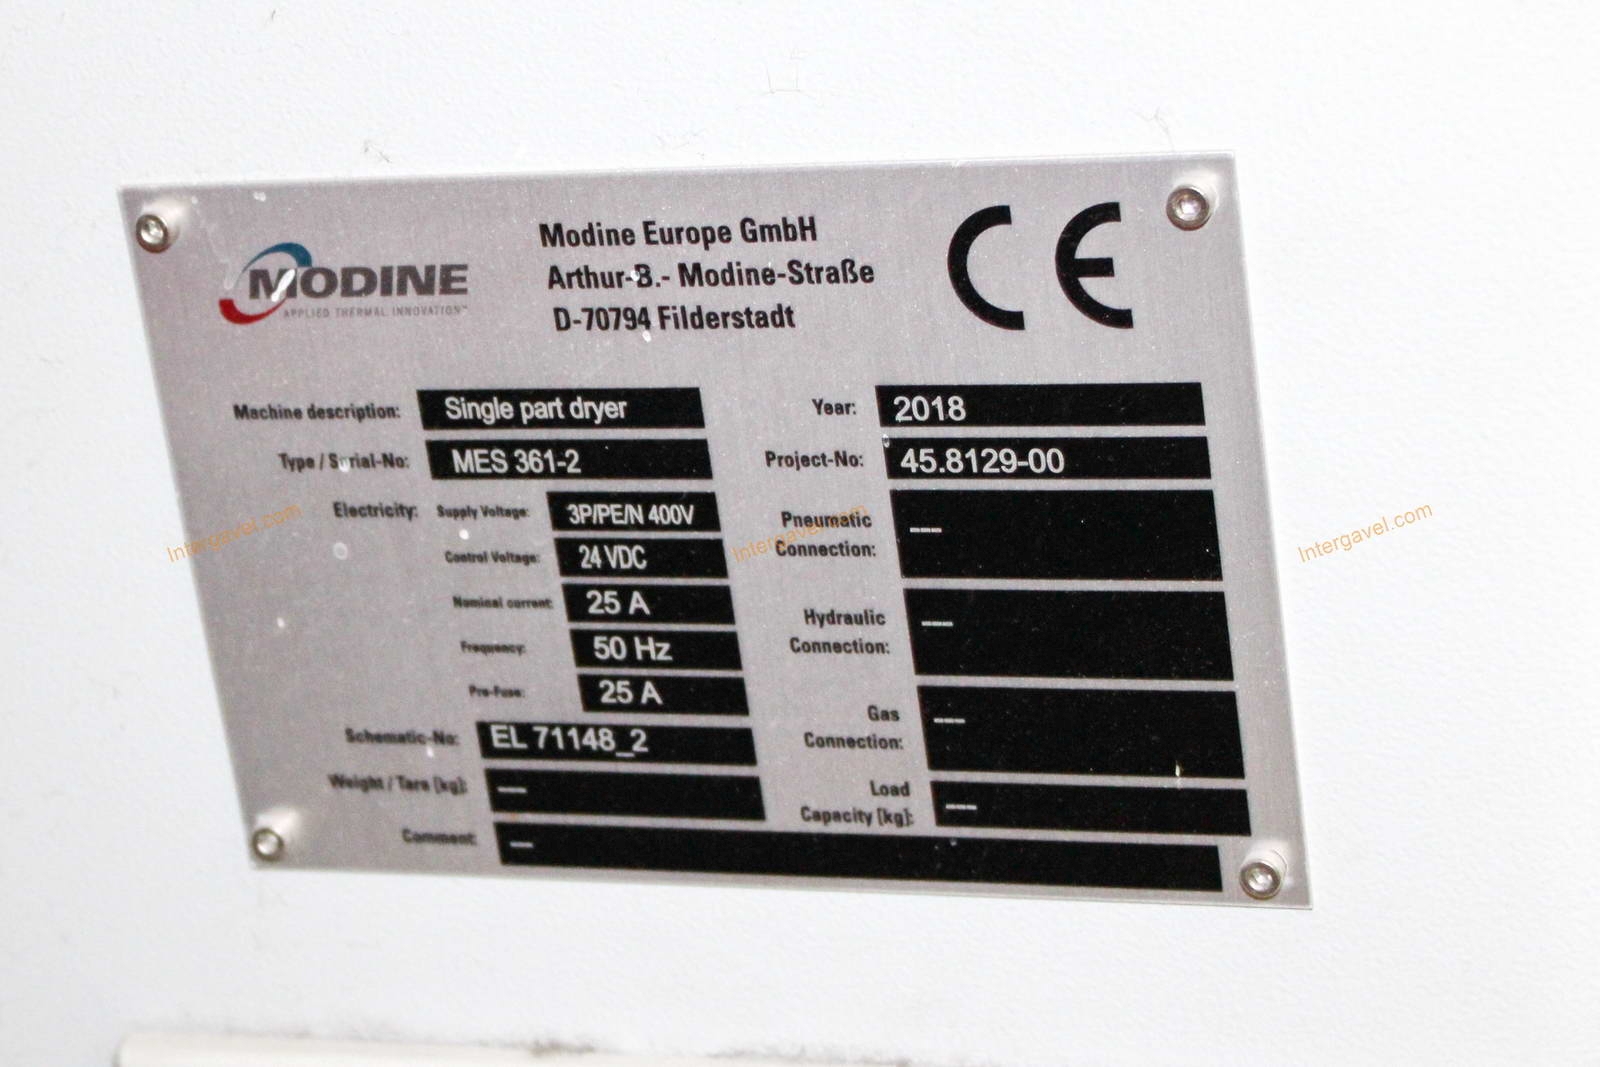 MODINE
APPLIED THERMAL INNOVATION™
Modine Europe GmbH
Arthur-B.- Modine-Straße
D-70794 Filderstadt
CE
Machine description: Single part dryer
Type / Serial-No: MES 361-2
Electricity: Supply Voltage: 3P/PE/N 400V
Control Voltage: 24 VDC
Nominal current: 25 A
Frequency: 50 Hz
Pre-Fuse: 25 A
Schematic-No: EL 71148_2
Weight / Tare [kg]: ---
Comment: ---
Year: 2018
Project-No: 45.8129-00
Pneumatic ---
Connection:
Hydraulic ---
Connection:
Gas ---
Connection:
Load ---
Capacity [kg]:
Intergavel.com
Intergavel.com
Intergavel.com